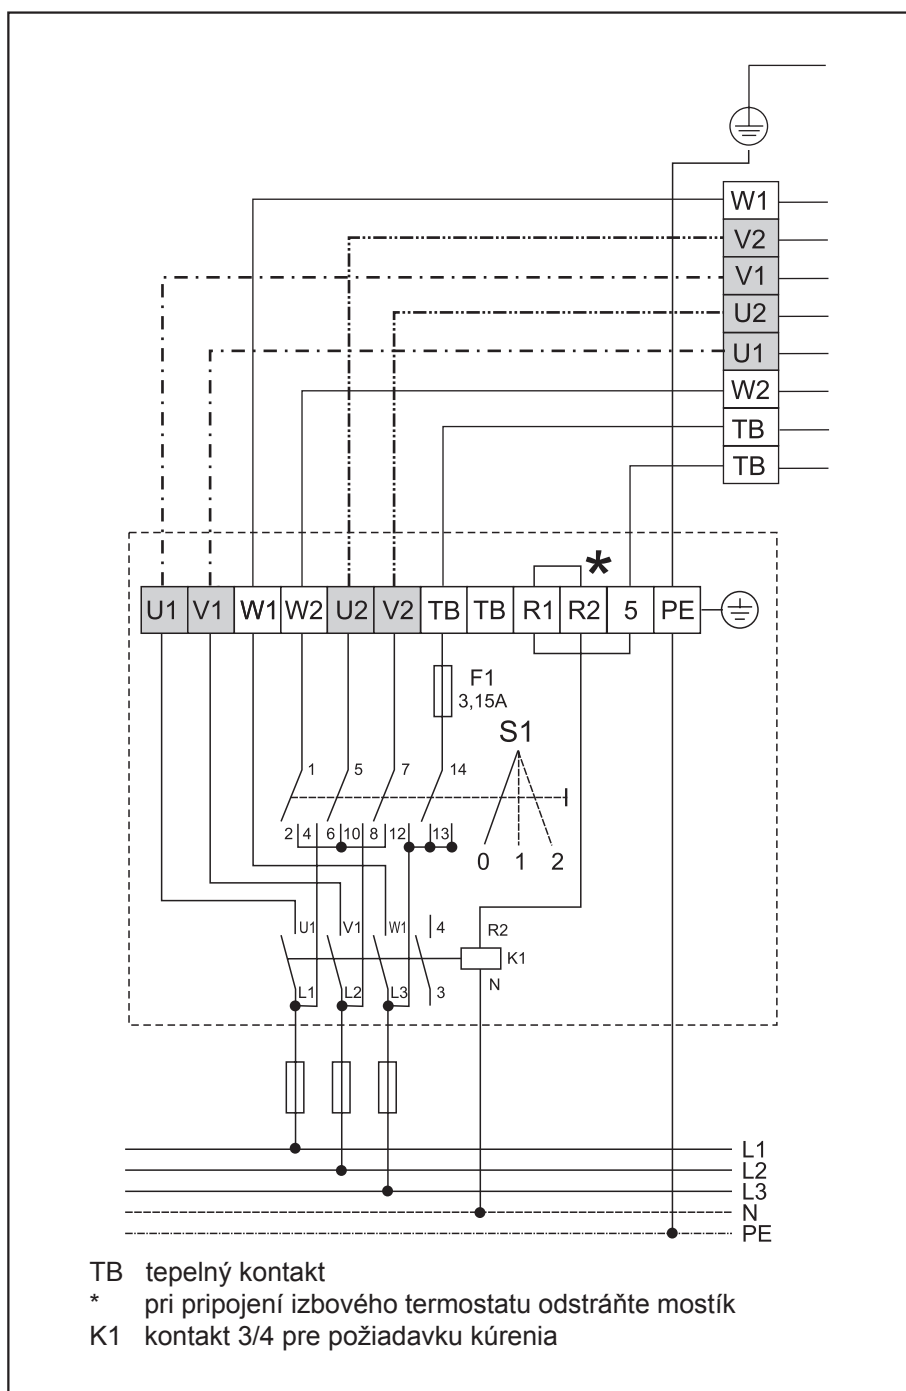 W1
V2
V1
U2
U1
W2
TB
TB
*
U1 V1 W1 W2 U2 V2 TB TB R1 R2 5 PE
F1
3,15A
S1
1 5 7 14
2 4 6 10 8 12 13
0 1 2
U1 V1 W1 4 R2
K1
L1 L2 L3 3 N
L1
L2
L3
N
PE
TB tepelný kontakt
* pri pripojení izbového termostatu odstráňte mostík
K1 kontakt 3/4 pre požiadavku kúrenia